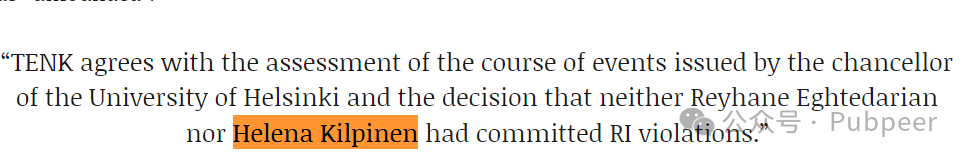 “TENK agrees with the assessment of the course of events issued by the chancellor
of the University of Helsinki and the decision that neither Reyhane Eghtedarian
nor Helena Kilpinen had committed RI violations.”
公众号 · Pubpeer